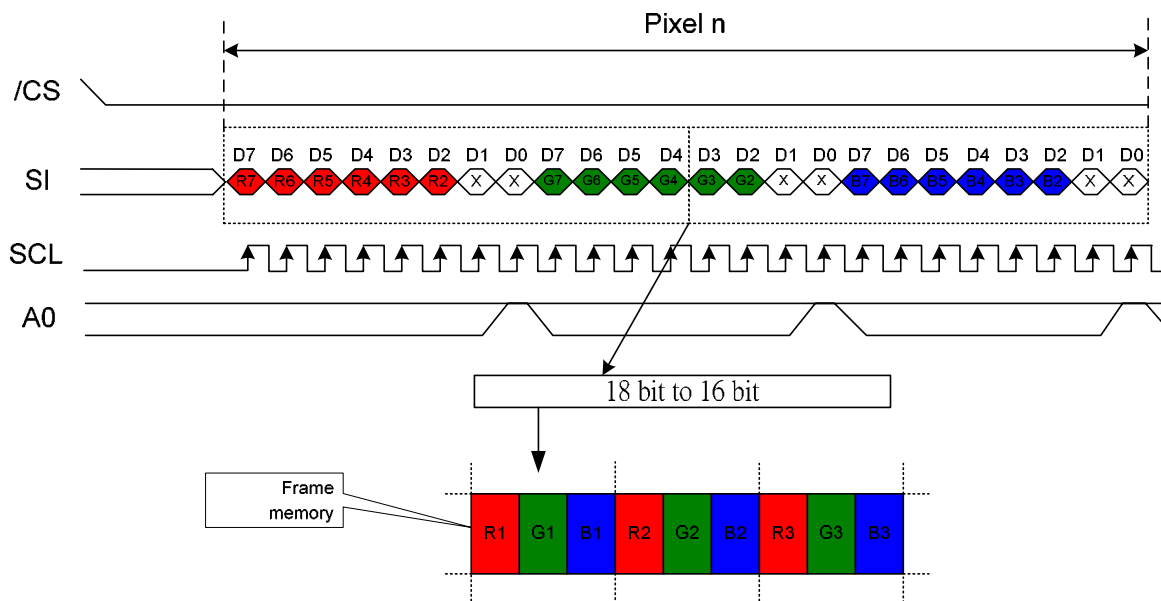 Pixel n
/CS
D7 D6 D5 D4 D3 D2 D1 D0 D7 D6 D5 D4 D3 D2 D1 D0 D7 D6 D5 D4 D3 D2 D1 D0
SI R7 R6 R5 R4 R3 R2 X X G7 G6 G5 G4 G3 G2 X X B7 B6 B5 B4 B3 B2 X X
SCL
A0
18 bit to 16 bit
Frame
memory
R1 G1 B1 R2 G2 B2 R3 G3 B3